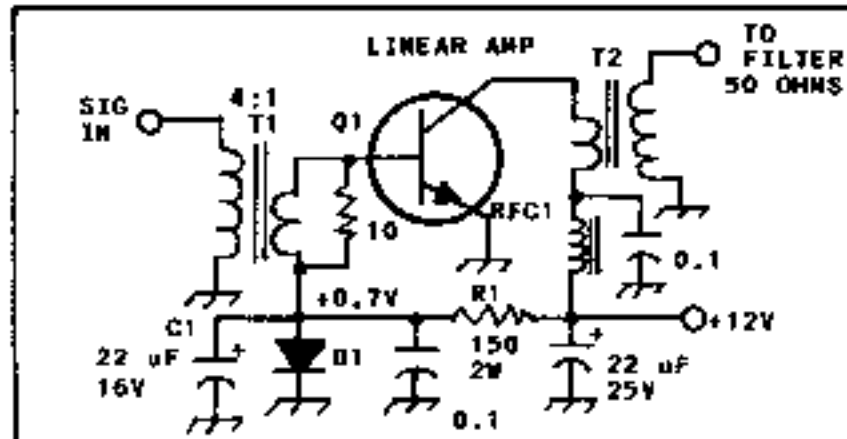 LINEAR AMP
TO
FILTER
50 OHMS
T2
SIG
IN
4:1
T1
Q1
10
RFC1
0.1
+0.7V
R1
150
2W
+12V
C1
22 uF
16V
+
D1
0.1
+
22 uF
25V